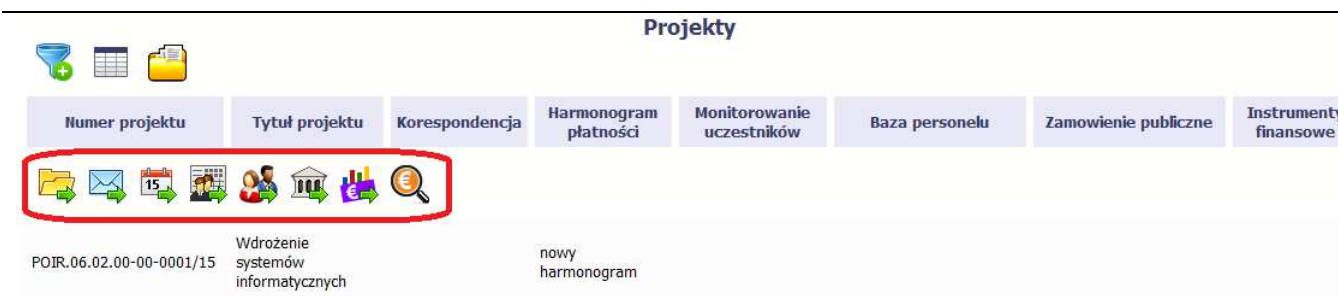 Projekty
Numer projektu
Tytuł projektu
Korespondencja
Harmonogram
płatności
Monitorowanie
uczestników
Baza personelu
Zamowienie publiczne
Instrumenty
finansowe
15
POIR.06.02.00-00-0001/15
Wdrożenie
systemów
informatycznych
nowy
harmonogram